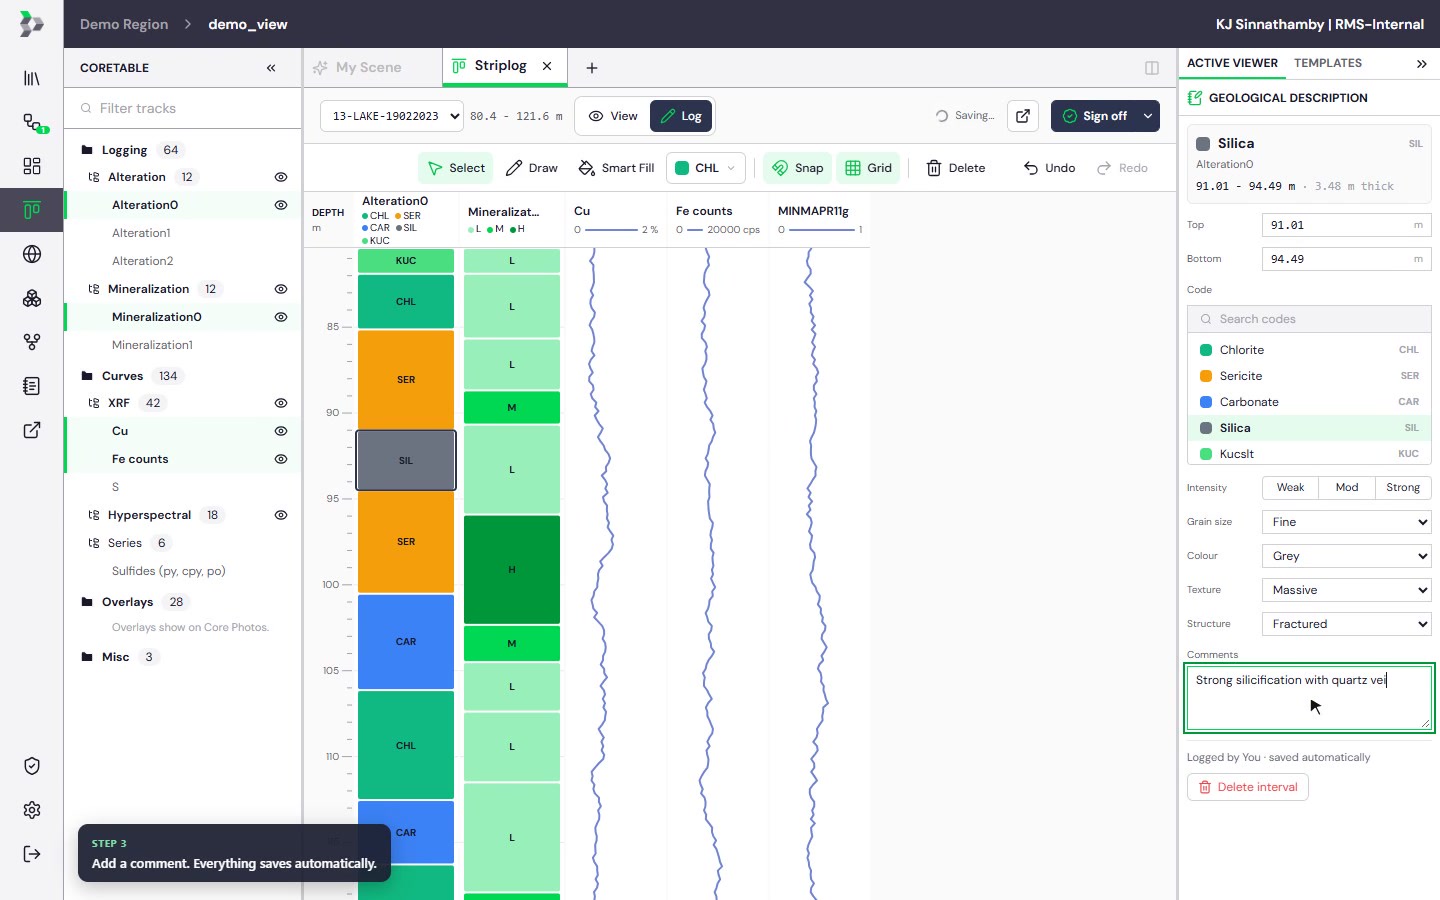 Demo Region > demo_view
KJ Sinnathamby | RMS-Internal
1
CORETABLE
Filter tracks
Logging 64
Alteration 12
Alteration0
Alteration1
Alteration2
Mineralization 12
Mineralization0
Mineralization1
Curves 134
XRF 42
Cu
Fe counts
S
Hyperspectral 18
Series 6
Sulfides (py, cpy, po)
Overlays 28
Overlays show on Core Photos.
Misc 3
STEP 3
Add a comment. Everything saves automatically.
My Scene
Striplog
13-LAKE-19022023
80.4 - 121.6 m
View
Log
Saving...
Sign off
Select
Draw
Smart Fill
CHL
Snap
Grid
Delete
Undo
Redo
DEPTH
m
Alteration0
CHL SER
CAR SIL
KUC
Mineralizat...
L M H
Cu
0 2 %
Fe counts
0 20000 cps
MINMAPR11g
0 1
85
90
95
100
105
110
KUC
CHL
SER
SIL
SER
CAR
CHL
CAR
L
L
L
M
L
H
M
L
L
L
ACTIVE VIEWER
TEMPLATES
GEOLOGICAL DESCRIPTION
Silica SIL
Alteration0
91.01 - 94.49 m · 3.48 m thick
Top 91.01 m
Bottom 94.49 m
Code
Search codes
Chlorite CHL
Sericite SER
Carbonate CAR
Silica SIL
Kucslt KUC
Intensity Weak Mod Strong
Grain size Fine
Colour Grey
Texture Massive
Structure Fractured
Comments
Strong silicification with quartz vei
Logged by You · saved automatically
Delete interval